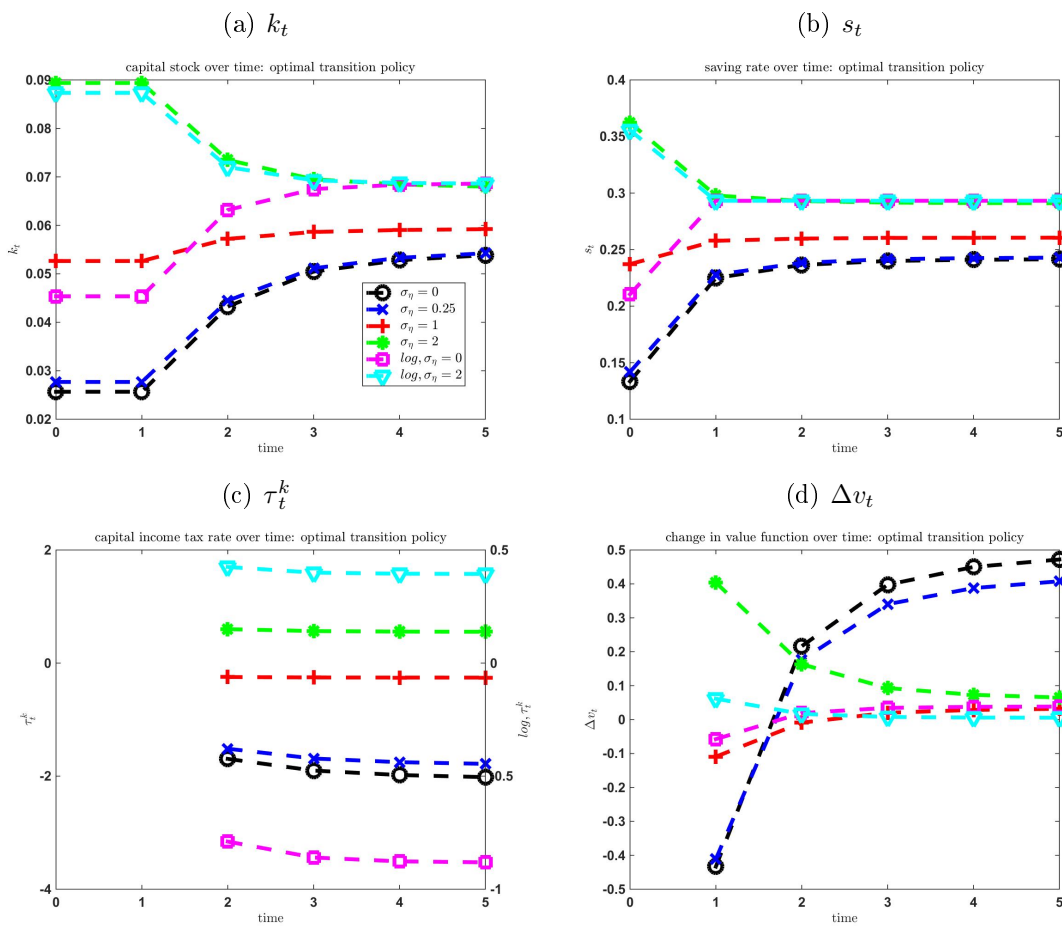 (a) k_t
capital stock over time: optimal transition policy
0.09
0.08
0.07
0.06
0.05
0.04
0.03
0.02
k_t
0 1 2 3 4 5
time
σ_η = 0
σ_η = 0.25
σ_η = 1
σ_η = 2
log, σ_η = 0
log, σ_η = 2
(b) s_t
saving rate over time: optimal transition policy
0.4
0.35
0.3
0.25
0.2
0.15
0.1
s_t
0 1 2 3 4 5
time
(c) τ_t^k
capital income tax rate over time: optimal transition policy
2
0
-2
-4
τ_t^k
0.5
0
-0.5
-1
log, τ_t^k
0 1 2 3 4 5
time
(d) Δv_t
change in value function over time: optimal transition policy
0.5
0.4
0.3
0.2
0.1
0
-0.1
-0.2
-0.3
-0.4
-0.5
Δv_t
0 1 2 3 4 5
time